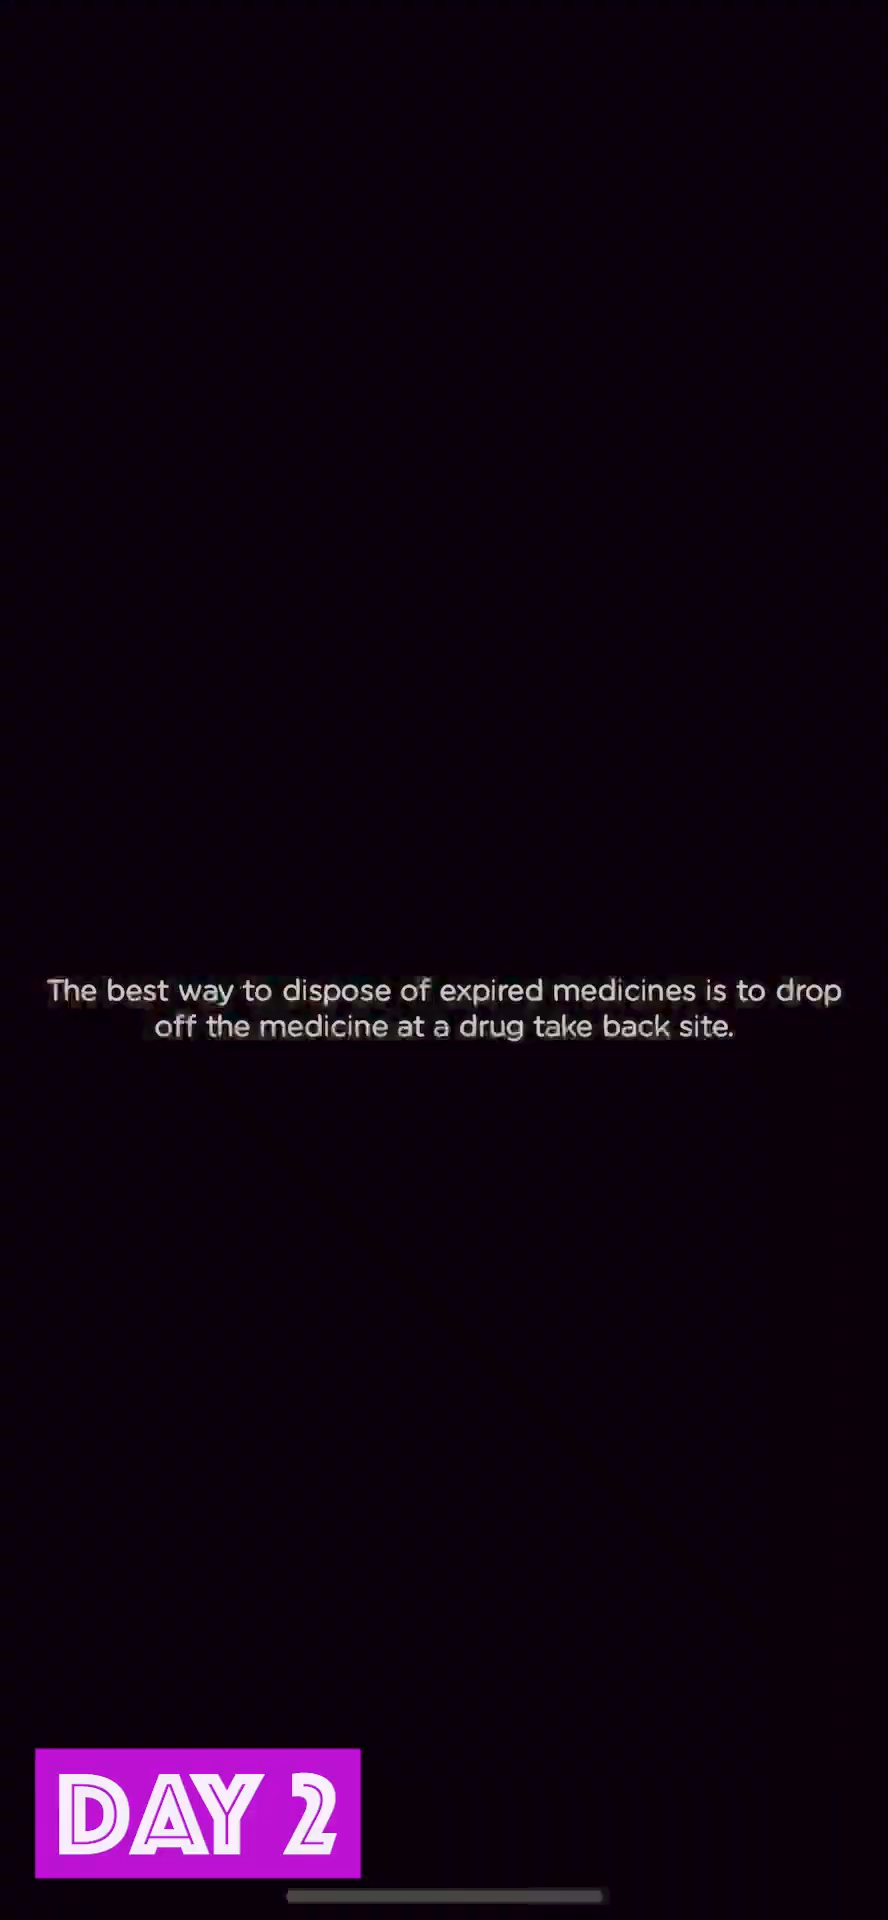 The best way to dispose of expired medicines is to drop
off the medicine at a drug take back site.
DAY 2